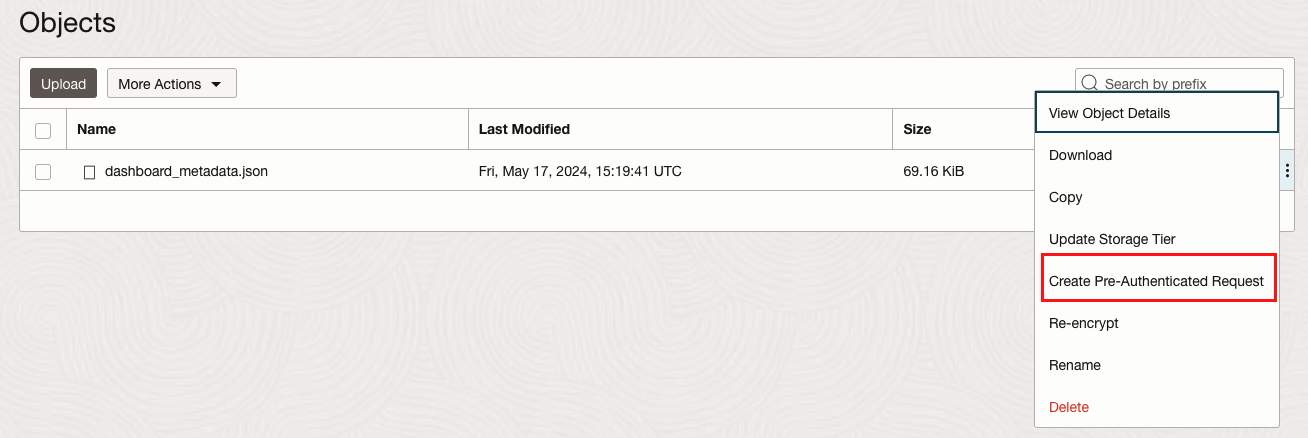 Objects
Upload More Actions Search by prefix
Name Last Modified Size
dashboard_metadata.json Fri, May 17, 2024, 15:19:41 UTC 69.16 KiB
View Object Details
Download
Copy
Update Storage Tier
Create Pre-Authenticated Request
Re-encrypt
Rename
Delete